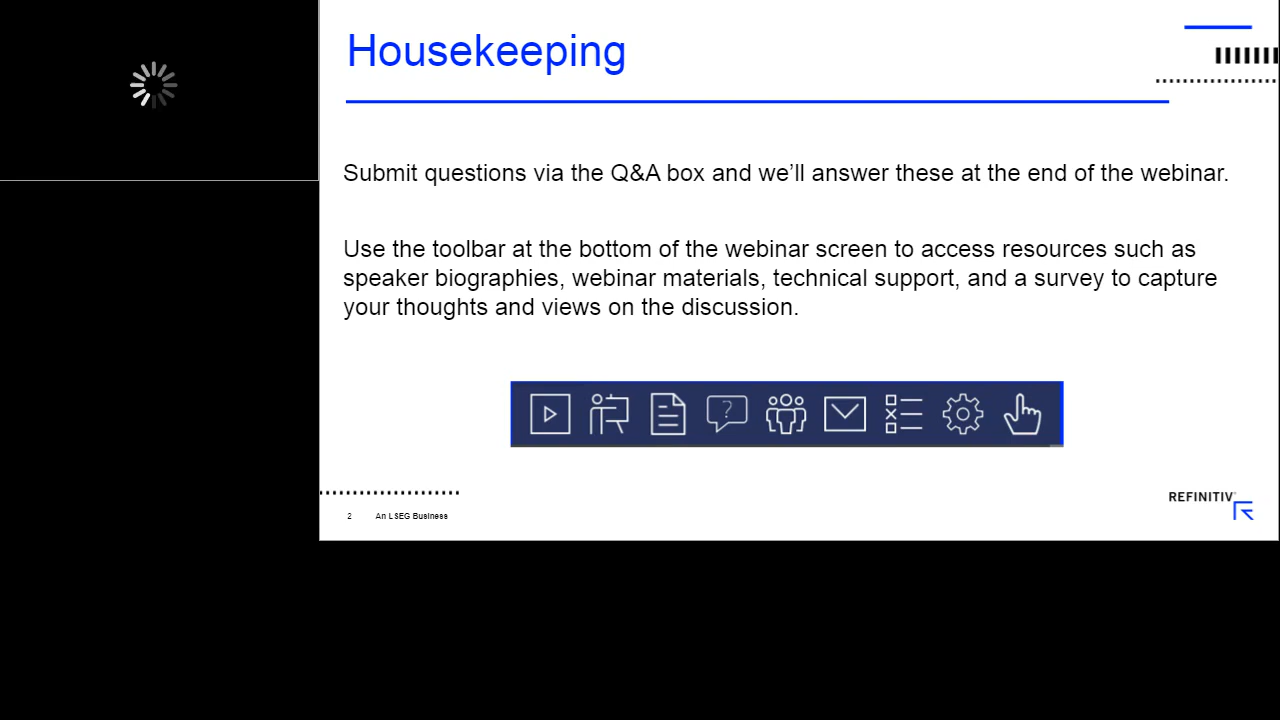 Housekeeping
Submit questions via the Q&A box and we’ll answer these at the end of the webinar.
Use the toolbar at the bottom of the webinar screen to access resources such as
speaker biographies, webinar materials, technical support, and a survey to capture
your thoughts and views on the discussion.
?
REFINITIV
2 An LSEG Business